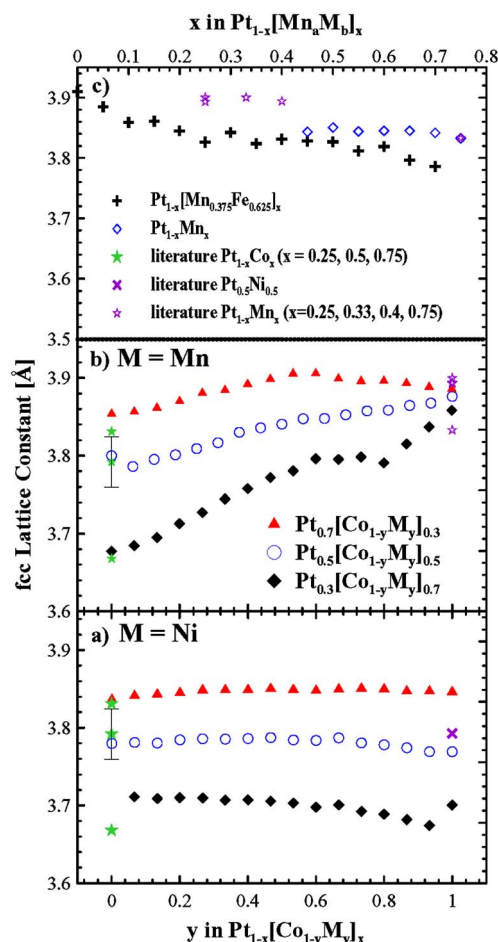 x in Pt1-x[MnaMb]x
0 0.1 0.2 0.3 0.4 0.5 0.6 0.7 0.8
c)
3.9
3.8
3.7
3.6
3.5
Pt1-x[Mn0.375Fe0.625]x
Pt1-xMnx
literature Pt1-xCox (x = 0.25, 0.5, 0.75)
literature Pt0.5Ni0.5
literature Pt1-xMnx (x=0.25, 0.33, 0.4, 0.75)
b) M = Mn
3.9
3.8
3.7
3.6
Pt0.7[Co1-yMy]0.3
Pt0.5[Co1-yMy]0.5
Pt0.3[Co1-yMy]0.7
fcc Lattice Constant [Å]
a) M = Ni
3.9
3.8
3.7
3.6
0 0.2 0.4 0.6 0.8 1
y in Pt1-x[Co1-yMy]x